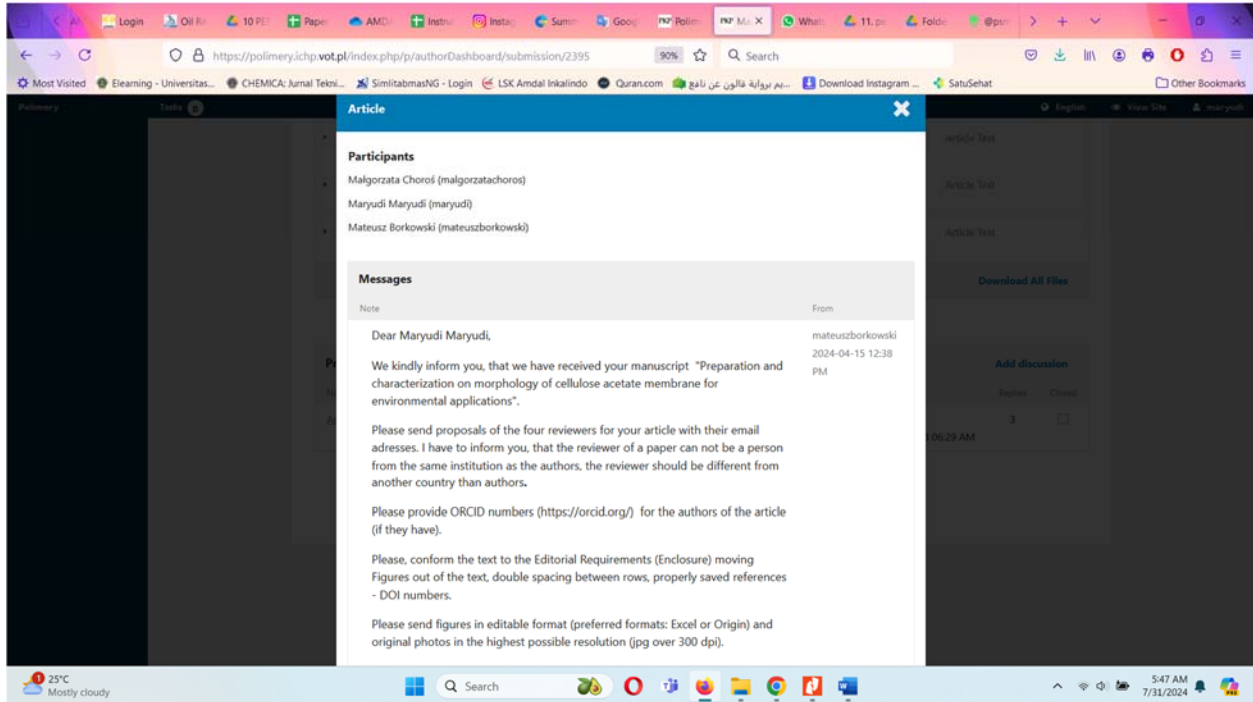 Login
Oil Re
10 PEI
Pape
AMD
Instru
Instag
Summ
Goog
PKP Polim
PKP Ma
What
11. pe
Folde
@psm
https://polimery.ichp.vot.pl/index.php/p/authorDashboard/submission/2395
90%
Search
Most Visited
Elearning - Universitas...
CHEMICA: Jurnal Tekni...
SimlitabmasNG - Login
LSK Amdal Inkalindo
Quran.com
...يم برواية قالون عن نافع
Download Instagram ...
SatuSehat
Other Bookmarks
Polimery
Tasks
English
View Site
maryudi
Article
Article Text
Article Text
Article Text
Download All Files
Participants
Małgorzata Choroś (malgorzatachoros)
Maryudi Maryudi (maryudi)
Mateusz Borkowski (mateuszborkowski)
Messages
Note
From
Dear Maryudi Maryudi,
mateuszborkowski
2024-04-15 12:38
PM
We kindly inform you, that we have received your manuscript "Preparation and
characterization on morphology of cellulose acetate membrane for
environmental applications".
Please send proposals of the four reviewers for your article with their email
adresses. I have to inform you, that the reviewer of a paper can not be a person
from the same institution as the authors, the reviewer should be different from
another country than authors.
Please provide ORCID numbers (https://orcid.org/) for the authors of the article
(if they have).
Please, conform the text to the Editorial Requirements (Enclosure) moving
Figures out of the text, double spacing between rows, properly saved references
- DOI numbers.
Please send figures in editable format (preferred formats: Excel or Origin) and
original photos in the highest possible resolution (jpg over 300 dpi).
Add discussion
Replies
Closed
3
06:29 AM
25°C
Mostly cloudy
Search
5:47 AM
7/31/2024